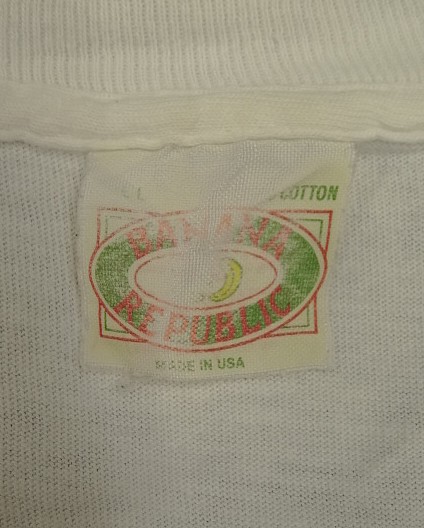 L COTTON
BANANA
REPUBLIC
MADE IN USA